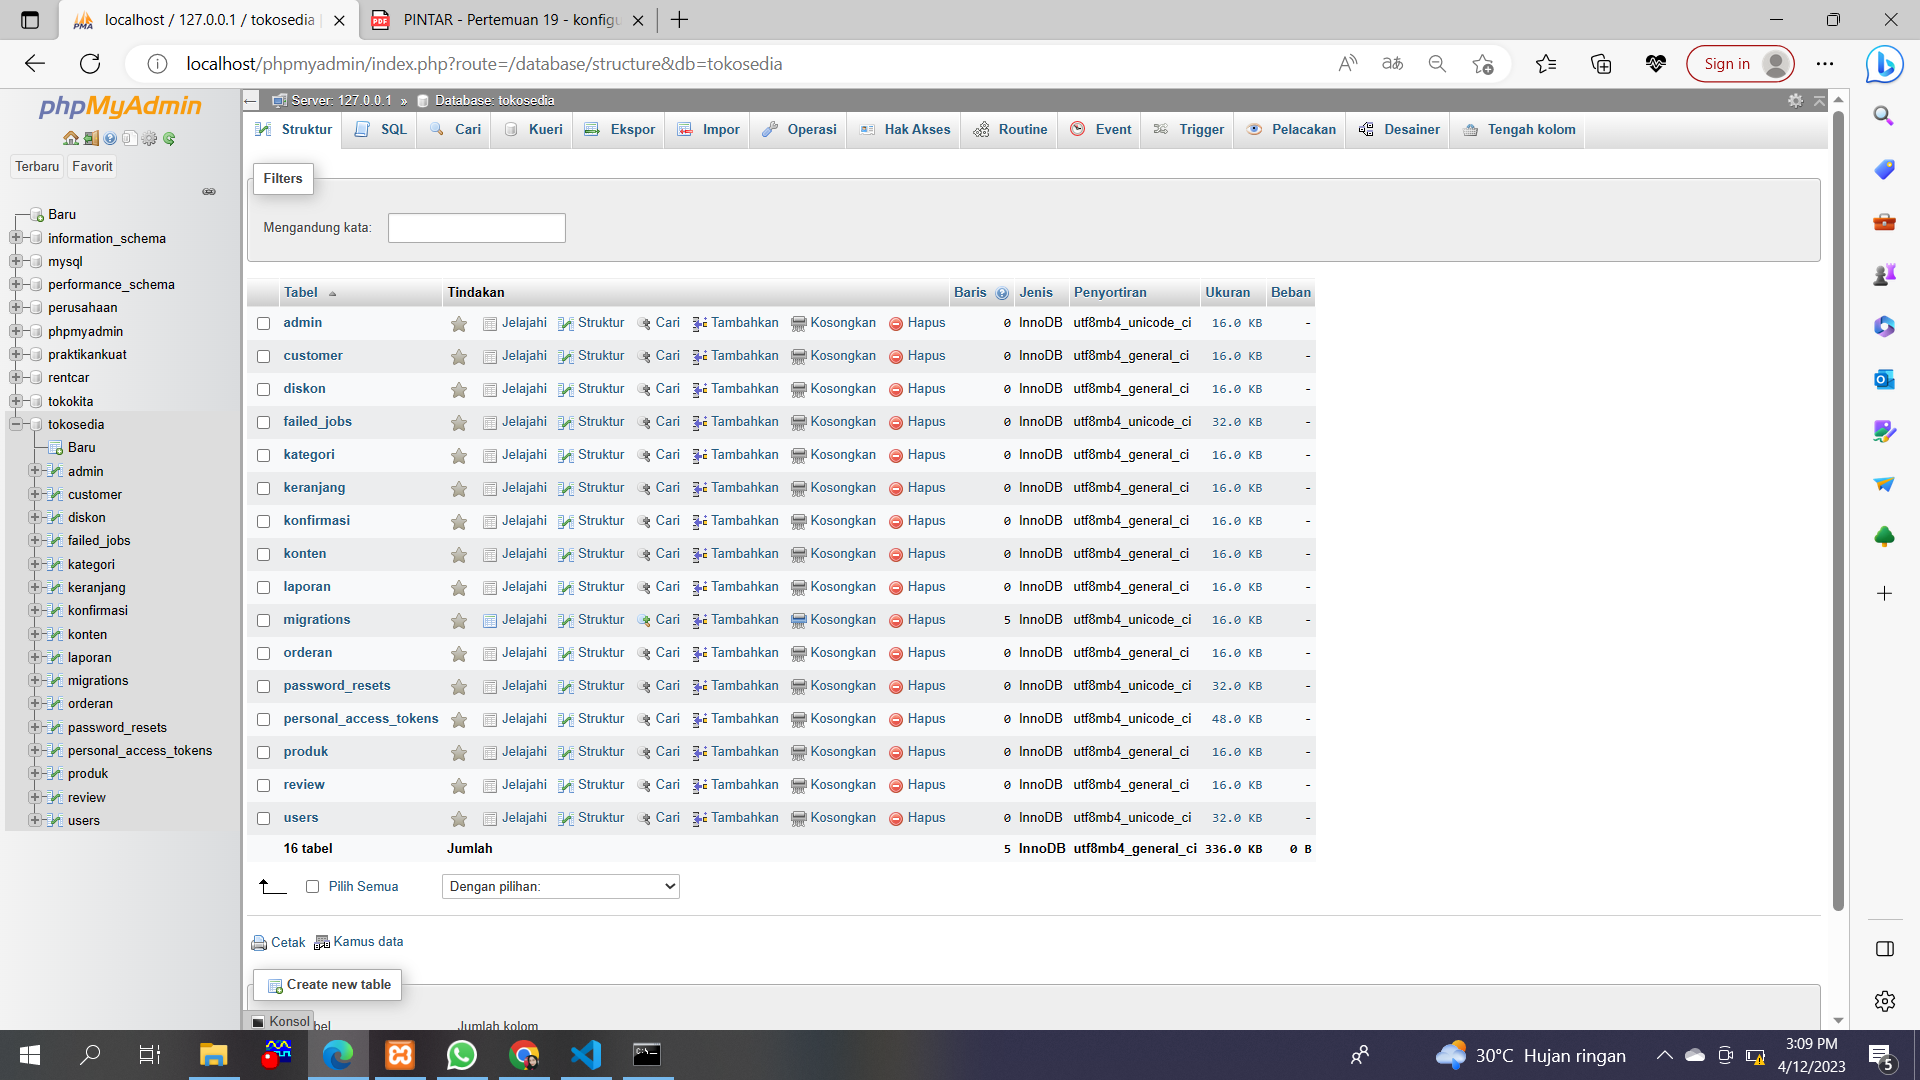 localhost / 127.0.0.1 / tokosedia
PINTAR - Pertemuan 19 - konfigu
localhost/phpmyadmin/index.php?route=/database/structure&db=tokosedia
Sign in
phpMyAdmin
Terbaru Favorit
Baru
information_schema
mysql
performance_schema
perusahaan
phpmyadmin
praktikankuat
rentcar
tokokita
tokosedia
Baru
admin
customer
diskon
failed_jobs
kategori
keranjang
konfirmasi
konten
laporan
migrations
orderan
password_resets
personal_access_tokens
produk
review
users
Server: 127.0.0.1 » Database: tokosedia
Struktur SQL Cari Kueri Ekspor Impor Operasi Hak Akses Routine Event Trigger Pelacakan Desainer Tengah kolom
Filters
Mengandung kata:
Tabel Tindakan Baris Jenis Penyortiran Ukuran Beban
admin Jelajahi Struktur Cari Tambahkan Kosongkan Hapus 0 InnoDB utf8mb4_unicode_ci 16.0 KB -
customer Jelajahi Struktur Cari Tambahkan Kosongkan Hapus 0 InnoDB utf8mb4_general_ci 16.0 KB -
diskon Jelajahi Struktur Cari Tambahkan Kosongkan Hapus 0 InnoDB utf8mb4_general_ci 16.0 KB -
failed_jobs Jelajahi Struktur Cari Tambahkan Kosongkan Hapus 0 InnoDB utf8mb4_unicode_ci 32.0 KB -
kategori Jelajahi Struktur Cari Tambahkan Kosongkan Hapus 0 InnoDB utf8mb4_general_ci 16.0 KB -
keranjang Jelajahi Struktur Cari Tambahkan Kosongkan Hapus 0 InnoDB utf8mb4_general_ci 16.0 KB -
konfirmasi Jelajahi Struktur Cari Tambahkan Kosongkan Hapus 0 InnoDB utf8mb4_general_ci 16.0 KB -
konten Jelajahi Struktur Cari Tambahkan Kosongkan Hapus 0 InnoDB utf8mb4_general_ci 16.0 KB -
laporan Jelajahi Struktur Cari Tambahkan Kosongkan Hapus 0 InnoDB utf8mb4_general_ci 16.0 KB -
migrations Jelajahi Struktur Cari Tambahkan Kosongkan Hapus 5 InnoDB utf8mb4_unicode_ci 16.0 KB -
orderan Jelajahi Struktur Cari Tambahkan Kosongkan Hapus 0 InnoDB utf8mb4_general_ci 16.0 KB -
password_resets Jelajahi Struktur Cari Tambahkan Kosongkan Hapus 0 InnoDB utf8mb4_unicode_ci 32.0 KB -
personal_access_tokens Jelajahi Struktur Cari Tambahkan Kosongkan Hapus 0 InnoDB utf8mb4_unicode_ci 48.0 KB -
produk Jelajahi Struktur Cari Tambahkan Kosongkan Hapus 0 InnoDB utf8mb4_general_ci 16.0 KB -
review Jelajahi Struktur Cari Tambahkan Kosongkan Hapus 0 InnoDB utf8mb4_general_ci 16.0 KB -
users Jelajahi Struktur Cari Tambahkan Kosongkan Hapus 0 InnoDB utf8mb4_unicode_ci 32.0 KB -
16 tabel Jumlah 5 InnoDB utf8mb4_general_ci 336.0 KB 0 B
Pilih Semua Dengan pilihan:
Cetak Kamus data
Create new table
Konsol bel Jumlah kolom
30°C Hujan ringan
3:09 PM
4/12/2023
5